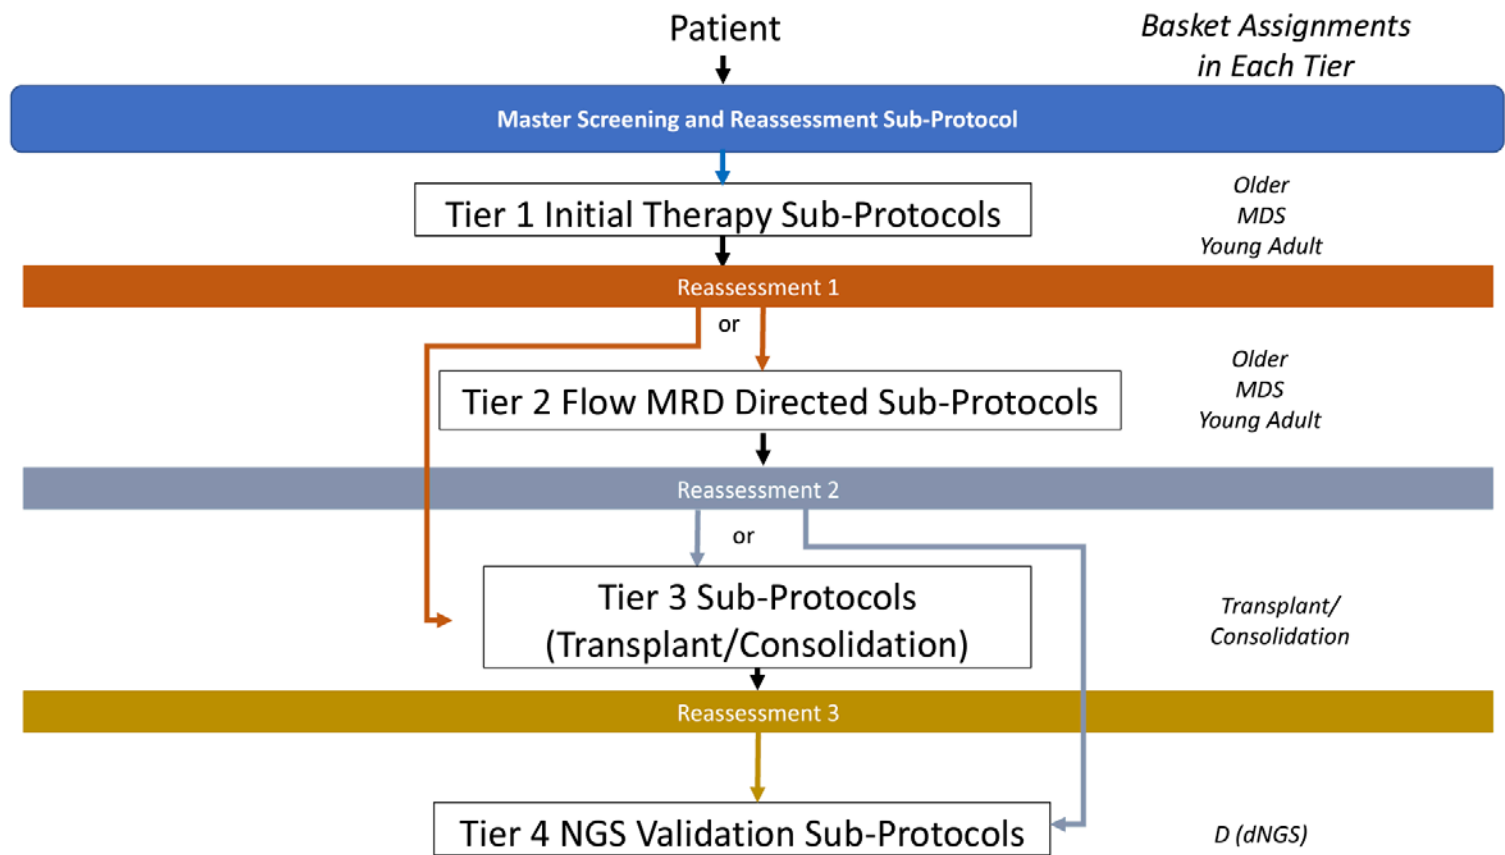 Patient
Basket Assignments
in Each Tier
Master Screening and Reassessment Sub-Protocol
Tier 1 Initial Therapy Sub-Protocols
Older
MDS
Young Adult
Reassessment 1
or
Tier 2 Flow MRD Directed Sub-Protocols
Older
MDS
Young Adult
Reassessment 2
or
Tier 3 Sub-Protocols
(Transplant/Consolidation)
Transplant/
Consolidation
Reassessment 3
Tier 4 NGS Validation Sub-Protocols
D (dNGS)